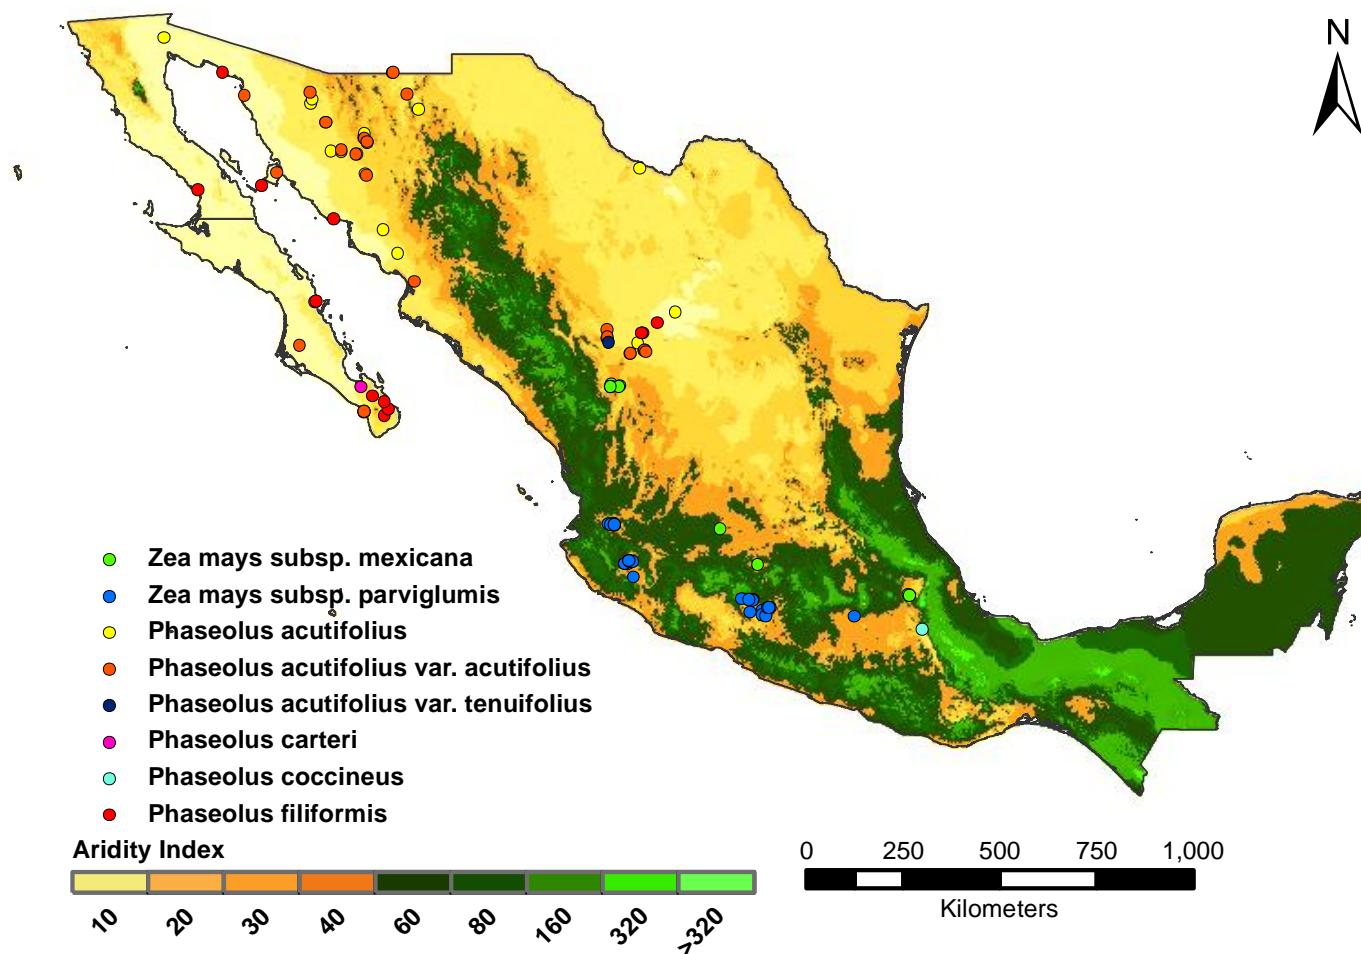 N
Zea mays subsp. mexicana
Zea mays subsp. parviglumis
Phaseolus acutifolius
Phaseolus acutifolius var. acutifolius
Phaseolus acutifolius var. tenuifolius
Phaseolus carteri
Phaseolus coccineus
Phaseolus filiformis
Aridity Index
10 20 30 40 60 80 160 320 >320
0 250 500 750 1,000
Kilometers